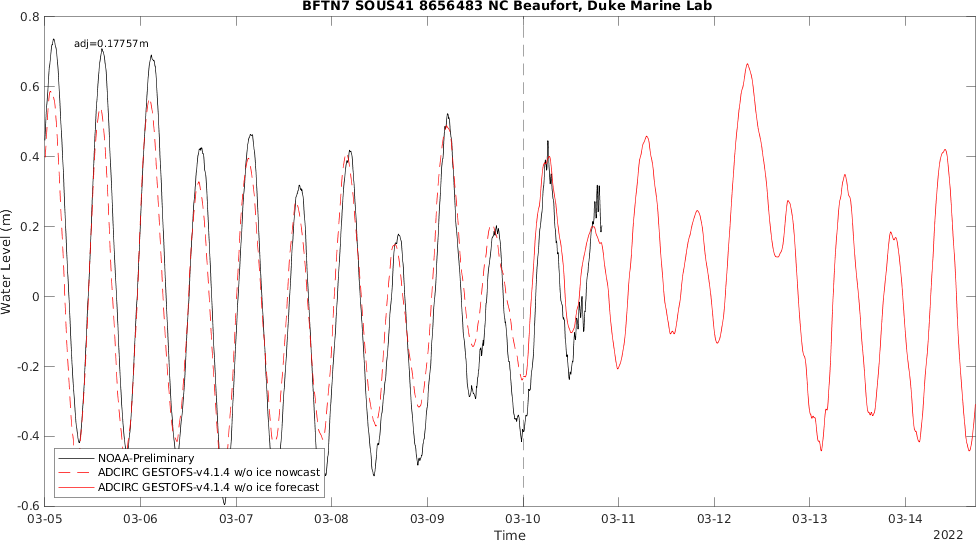 BFTN7 SOUS41 8656483 NC Beaufort, Duke Marine Lab
adj=0.17757m
0.8
0.6
0.4
0.2
0
-0.2
-0.4
-0.6
Water Level (m)
NOAA-Preliminary
ADCIRC GESTOFS-v4.1.4 w/o ice nowcast
ADCIRC GESTOFS-v4.1.4 w/o ice forecast
03-05 03-06 03-07 03-08 03-09 03-10 03-11 03-12 03-13 03-14
Time
2022